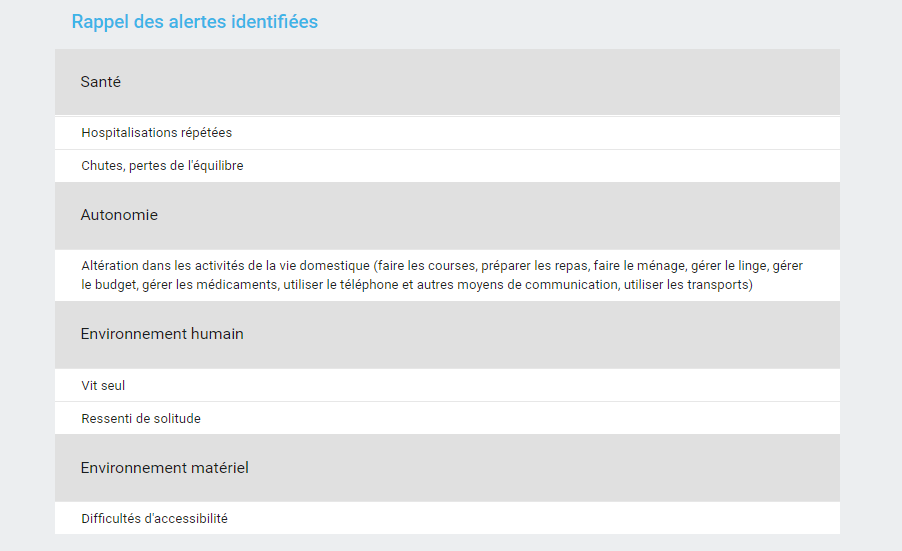 Rappel des alertes identifiées
Santé
Hospitalisations répétées
Chutes, pertes de l'équilibre
Autonomie
Altération dans les activités de la vie domestique (faire les courses, préparer les repas, faire le ménage, gérer le linge, gérer
le budget, gérer les médicaments, utiliser le téléphone et autres moyens de communication, utiliser les transports)
Environnement humain
Vit seul
Ressenti de solitude
Environnement matériel
Difficultés d'accessibilité